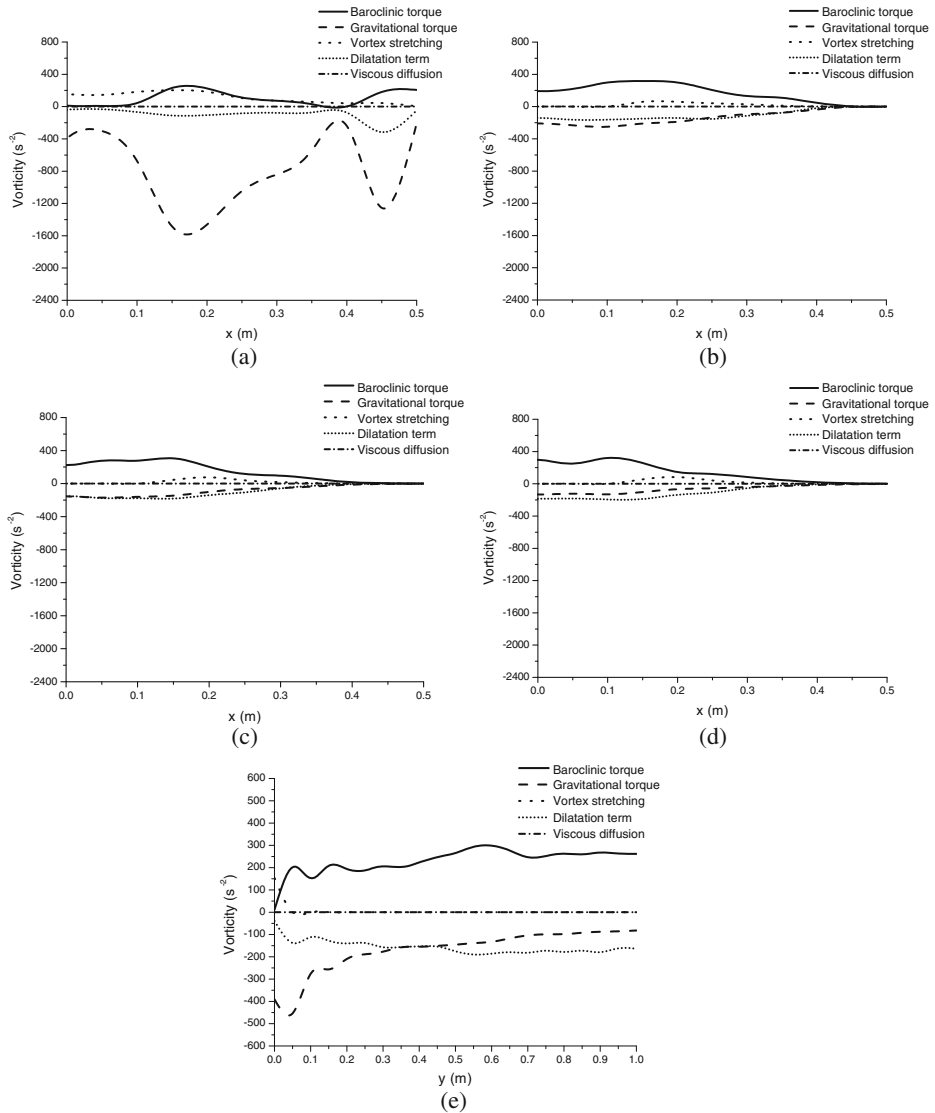 Baroclinic torque
Gravitational torque
Vortex stretching
Dilatation term
Viscous diffusion
800
400
0
-400
-800
-1200
-1600
-2000
-2400
Vorticity (s-2)
0.0 0.1 0.2 0.3 0.4 0.5
x (m)
(a)
Baroclinic torque
Gravitational torque
Vortex stretching
Dilatation term
Viscous diffusion
800
400
0
-400
-800
-1200
-1600
-2000
-2400
Vorticity (s-2)
0.0 0.1 0.2 0.3 0.4 0.5
x (m)
(b)
Baroclinic torque
Gravitational torque
Vortex stretching
Dilatation term
Viscous diffusion
800
400
0
-400
-800
-1200
-1600
-2000
-2400
Vorticity (s-2)
0.0 0.1 0.2 0.3 0.4 0.5
x (m)
(c)
Baroclinic torque
Gravitational torque
Vortex stretching
Dilatation term
Viscous diffusion
800
400
0
-400
-800
-1200
-1600
-2000
-2400
Vorticity (s-2)
0.0 0.1 0.2 0.3 0.4 0.5
x (m)
(d)
Baroclinic torque
Gravitational torque
Vortex stretching
Dilatation term
Viscous diffusion
600
500
400
300
200
100
0
-100
-200
-300
-400
-500
-600
Vorticity (s-2)
0.0 0.1 0.2 0.3 0.4 0.5 0.6 0.7 0.8 0.9 1.0
y (m)
(e)